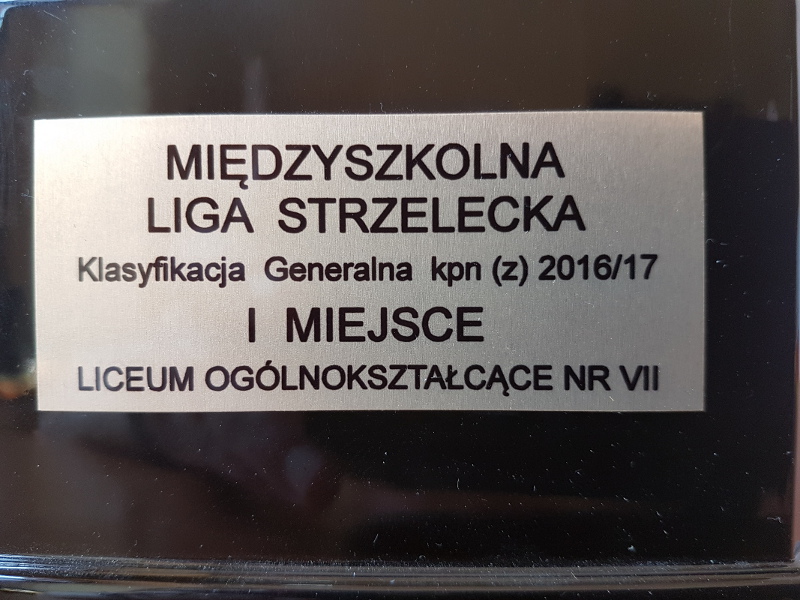 MIĘDZYSZKOLNA
LIGA STRZELECKA
Klasyfikacja Generalna kpn (z) 2016/17
I MIEJSCE
LICEUM OGÓLNOKSZTAŁCĄCE NR VII